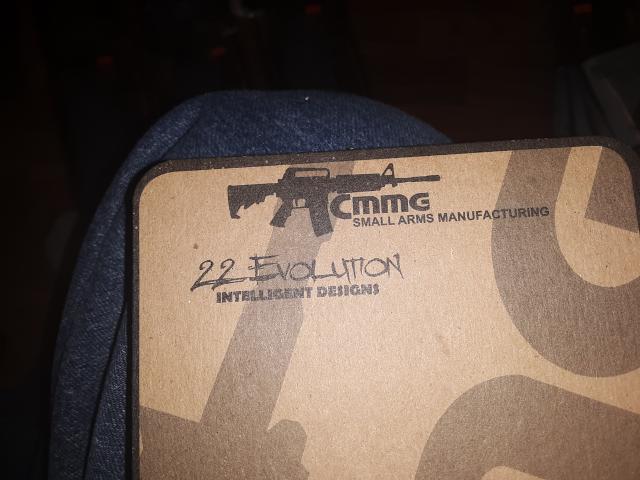 CMMG
SMALL ARMS MANUFACTURING
22 EVOLUTION
INTELLIGENT DESIGNS